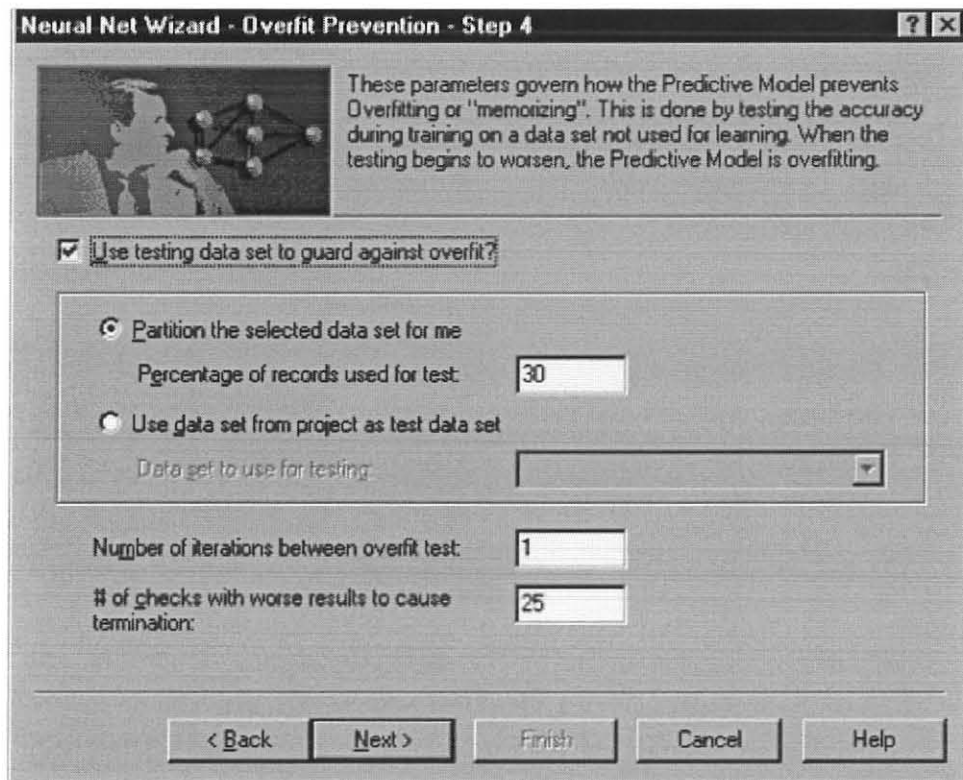 Neural Net Wizard - Overfit Prevention - Step 4
These parameters govern how the Predictive Model prevents
Overfitting or "memorizing". This is done by testing the accuracy
during training on a data set not used for learning. When the
testing begins to worsen, the Predictive Model is overfitting.
Use testing data set to guard against overfit?
Partition the selected data set for me
Percentage of records used for test: 30
Use data set from project as test data set
Data set to use for testing:
Number of iterations between overfit test: 1
# of checks with worse results to cause
termination: 25
< Back Next > Finish Cancel Help